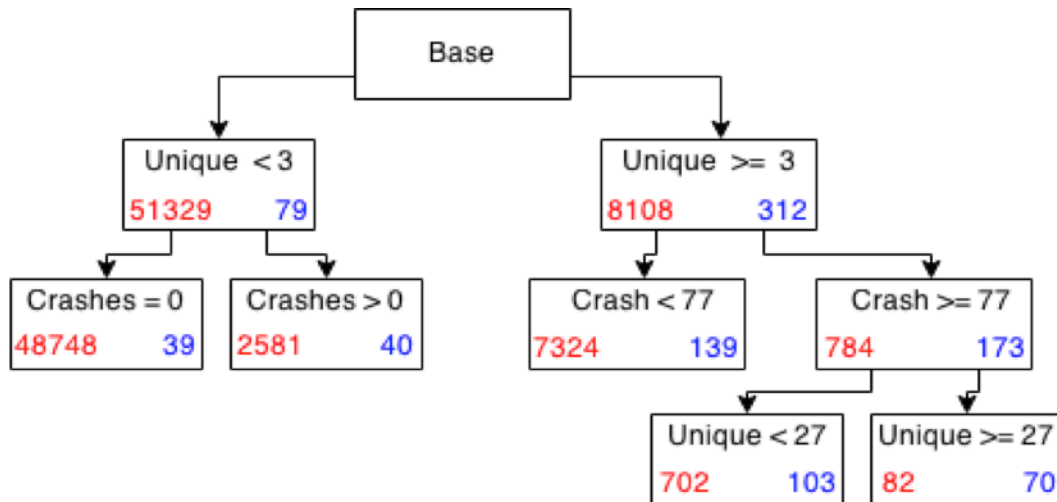 Base
Unique < 3
51329 79
Unique >= 3
8108 312
Crashes = 0
48748 39
Crashes > 0
2581 40
Crash < 77
7324 139
Crash >= 77
784 173
Unique < 27
702 103
Unique >= 27
82 70